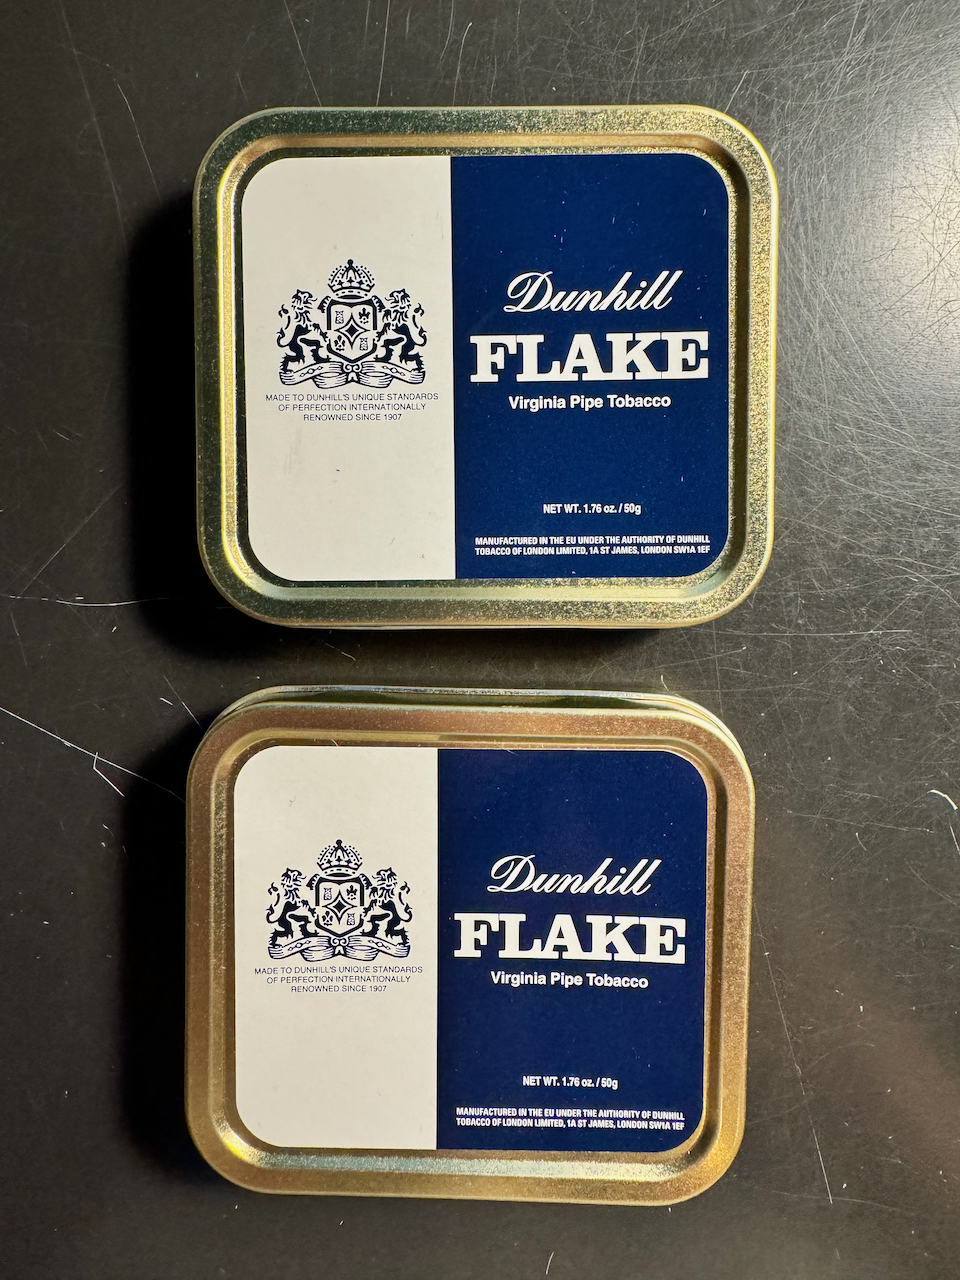 MADE TO DUNHILL'S UNIQUE STANDARDS
OF PERFECTION INTERNATIONALLY
RENOWNED SINCE 1907
Dunhill
FLAKE
Virginia Pipe Tobacco
NET WT. 1.76 oz. / 50g
MANUFACTURED IN THE EU UNDER THE AUTHORITY OF DUNHILL
TOBACCO OF LONDON LIMITED, 1A ST JAMES, LONDON SW1A 1EF
MADE TO DUNHILL'S UNIQUE STANDARDS
OF PERFECTION INTERNATIONALLY
RENOWNED SINCE 1907
Dunhill
FLAKE
Virginia Pipe Tobacco
NET WT. 1.76 oz. / 50g
MANUFACTURED IN THE EU UNDER THE AUTHORITY OF DUNHILL
TOBACCO OF LONDON LIMITED, 1A ST JAMES, LONDON SW1A 1EF